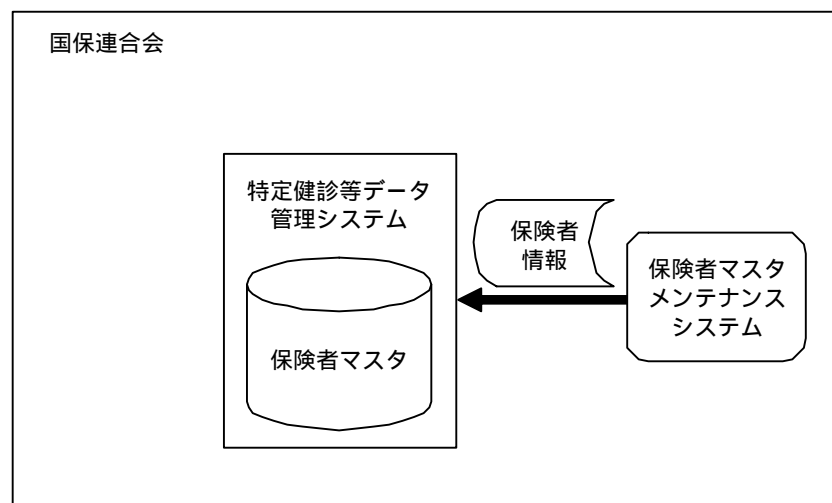 国保連合会
特定健診等データ
管理システム
保険者マスタ
保険者
情報
保険者マスタ
メンテナンス
システム